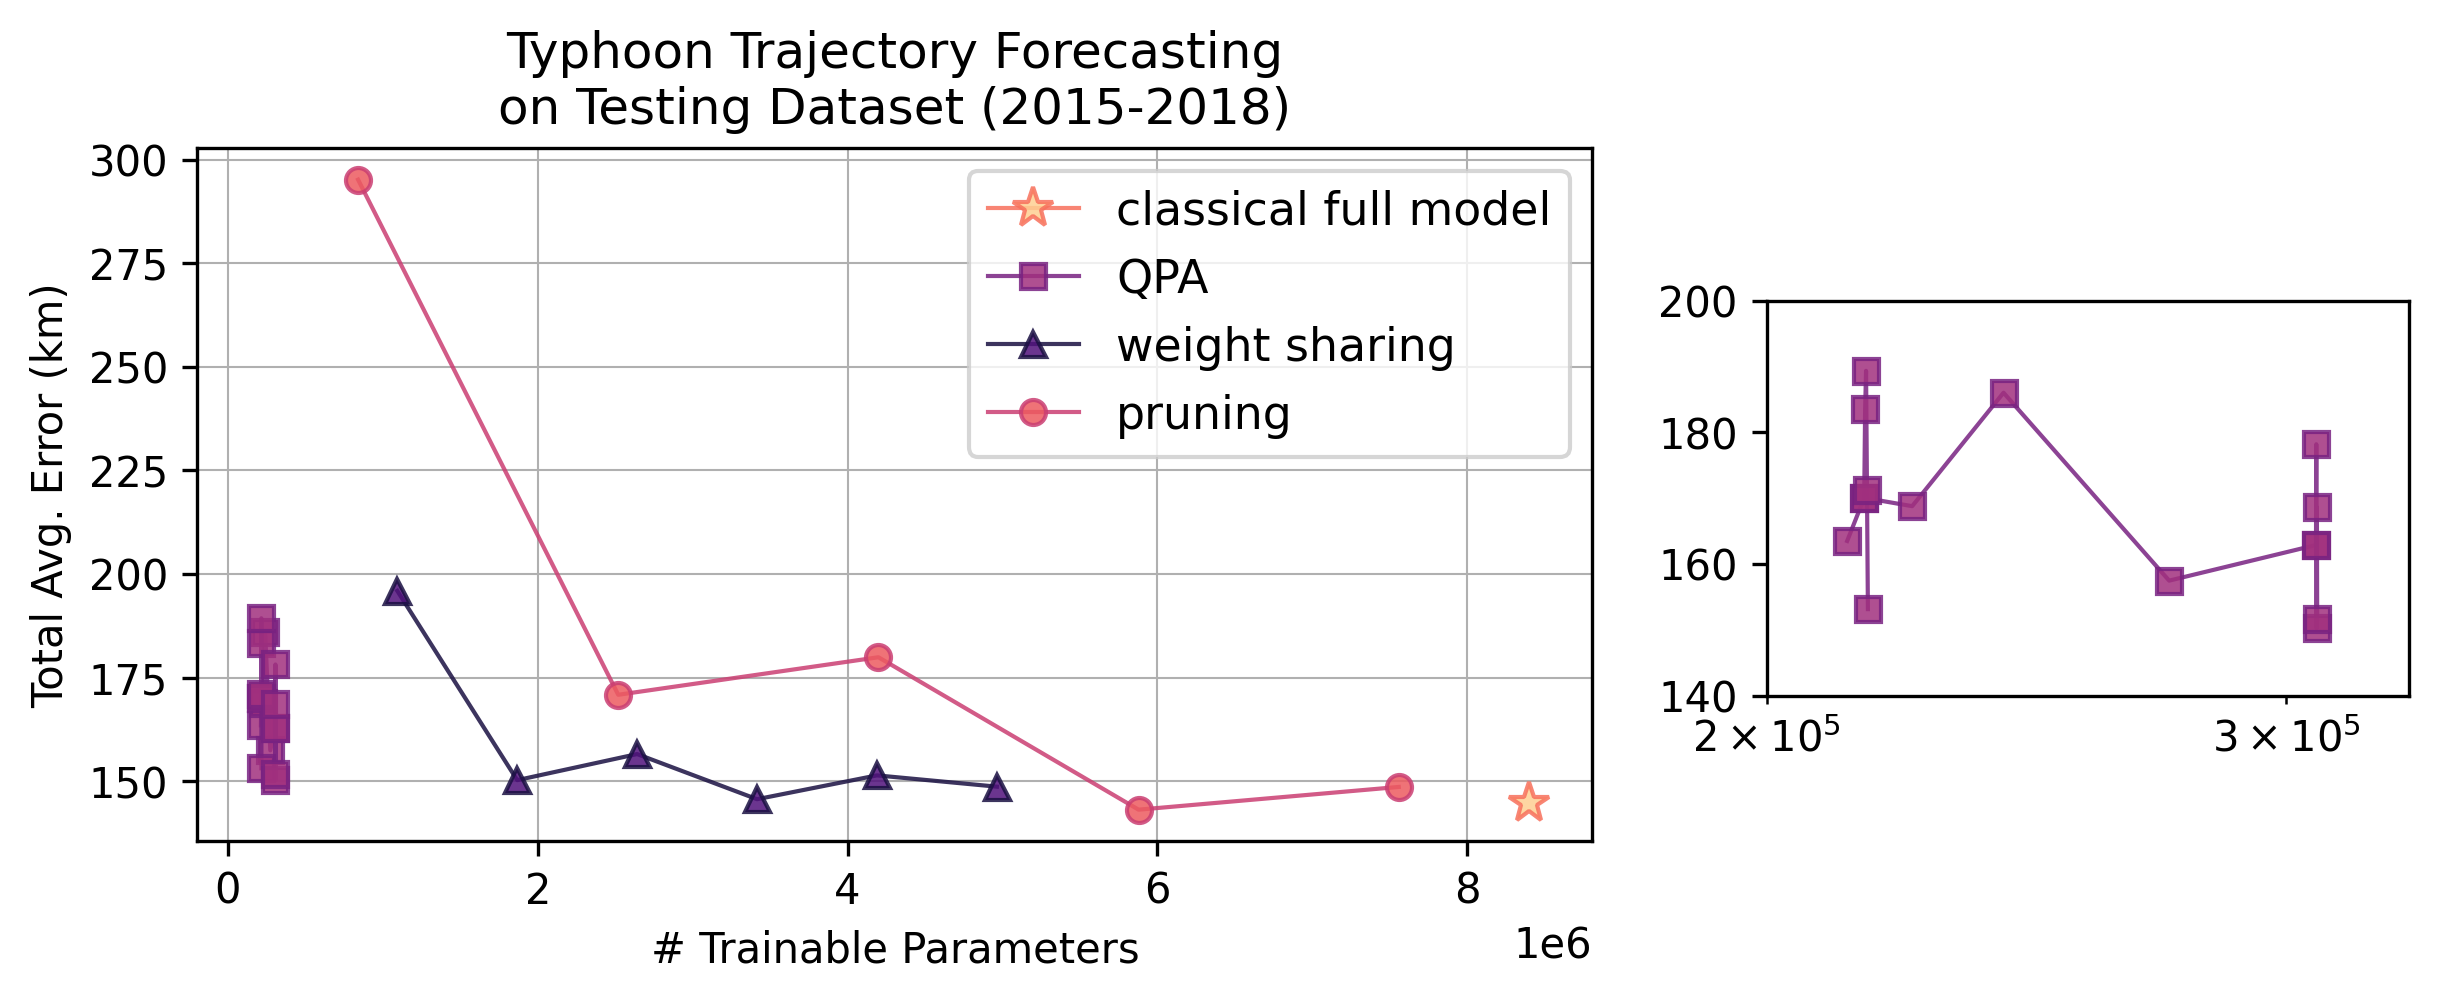 Typhoon Trajectory Forecasting
on Testing Dataset (2015-2018)
Total Avg. Error (km)
300
275
250
225
200
175
150
classical full model
QPA
weight sharing
pruning
0 2 4 6 8
# Trainable Parameters
1e6
200
180
160
140
2 × 10⁵ 3 × 10⁵